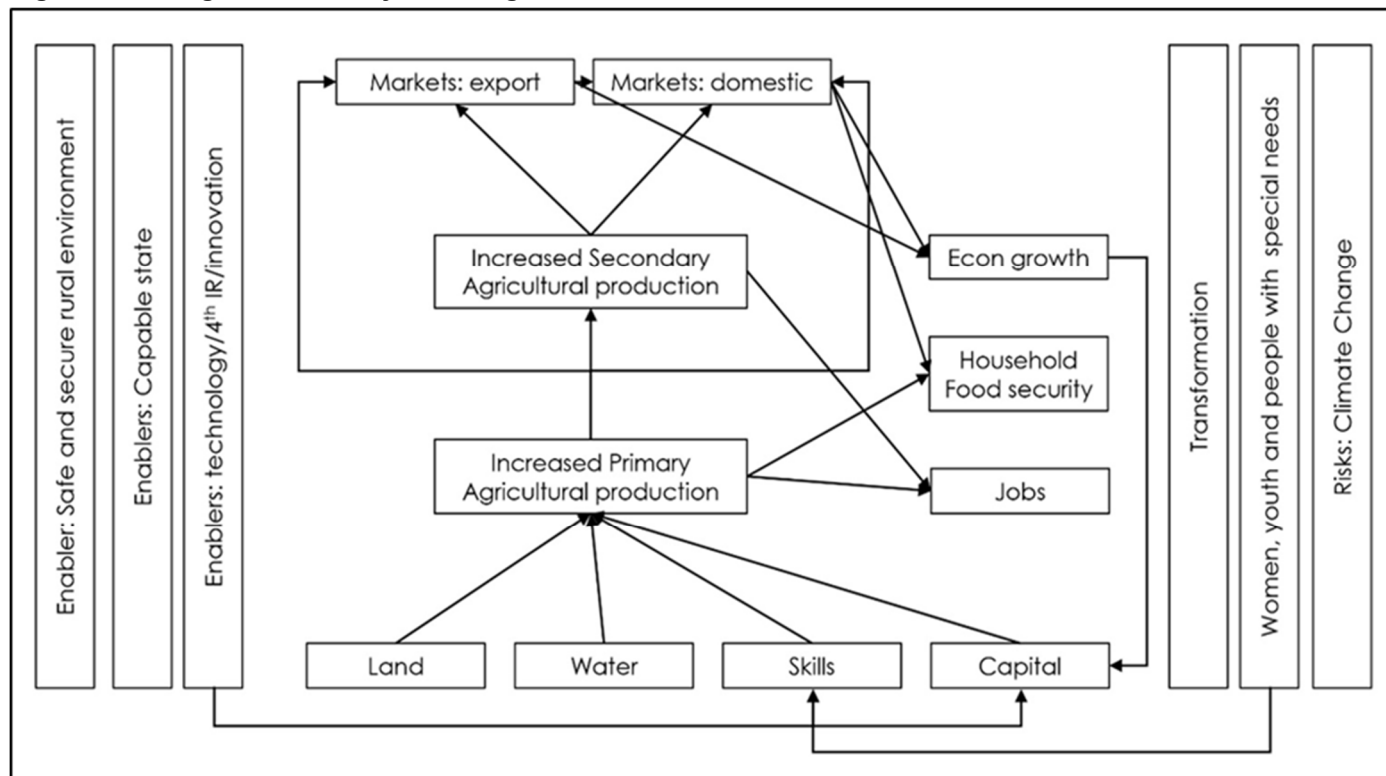 Enabler: Safe and secure rural environment
Enablers: Capable state
Enablers: technology/4th IR/innovation
Markets: export
Markets: domestic
Increased Secondary
Agricultural production
Econ growth
Household
Food security
Increased Primary
Agricultural production
Jobs
Land
Water
Skills
Capital
Transformation
Women, youth and people with special needs
Risks: Climate Change